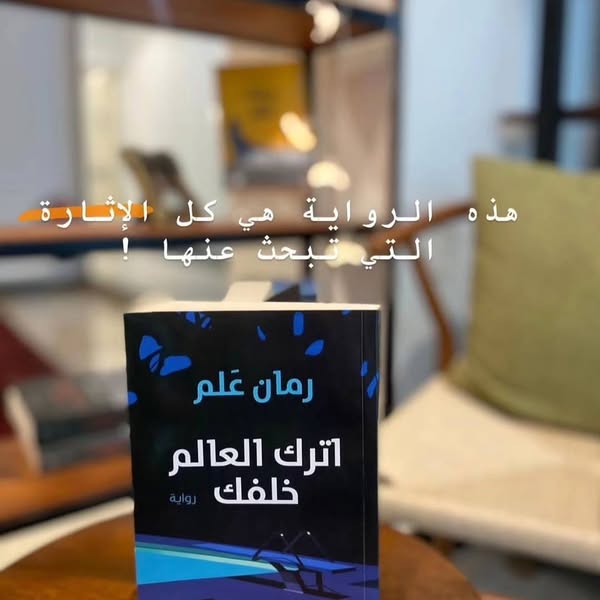 هذه الرواية هي كل الإثارة
التي تبحث عنها !
رمان عَلم
اترك العالم
خلفك
رواية